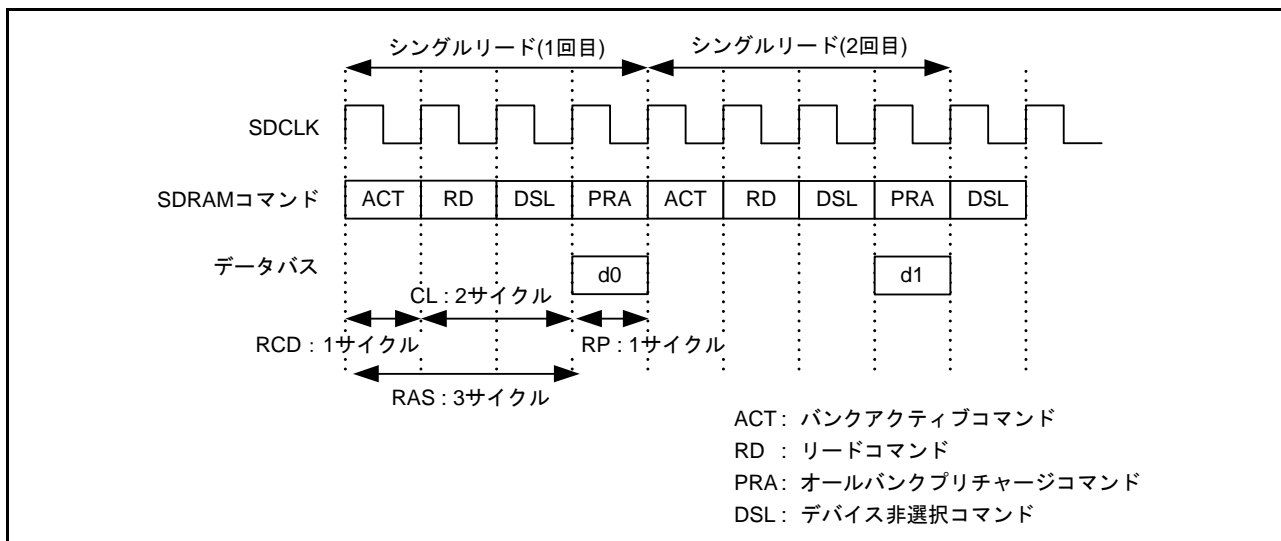 シングルリード(1回目) シングルリード(2回目)
SDCLK
SDRAMコマンド ACT RD DSL PRA ACT RD DSL PRA DSL
データバス d0 d1
CL : 2サイクル
RCD : 1サイクル RP : 1サイクル
RAS : 3サイクル
ACT : バンクアクティブコマンド
RD : リードコマンド
PRA : オールバンクプリチャージコマンド
DSL : デバイス非選択コマンド